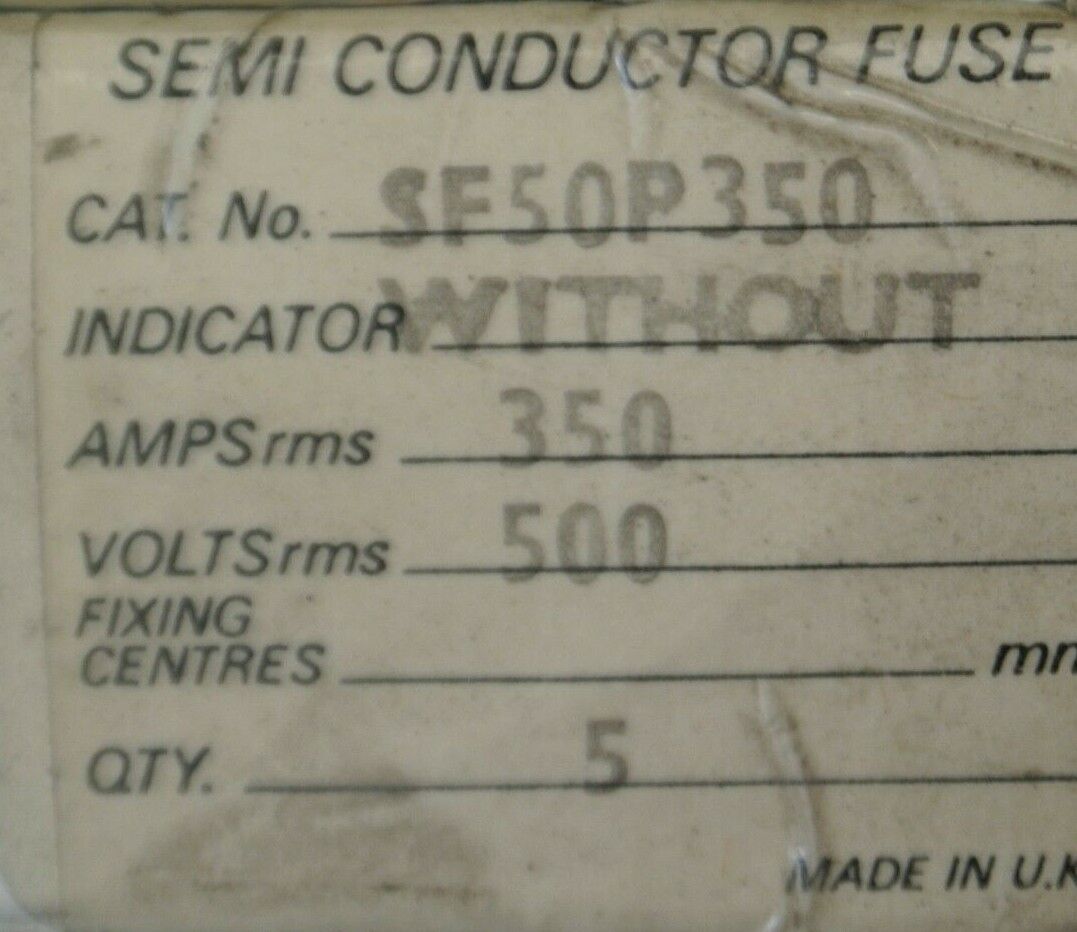 SEMI CONDUCTOR FUSE
CAT. No. SF50P350
INDICATOR WITHOUT
AMPS rms 350
VOLTS rms 500
FIXING
CENTRES mm
QTY. 5
MADE IN U.K